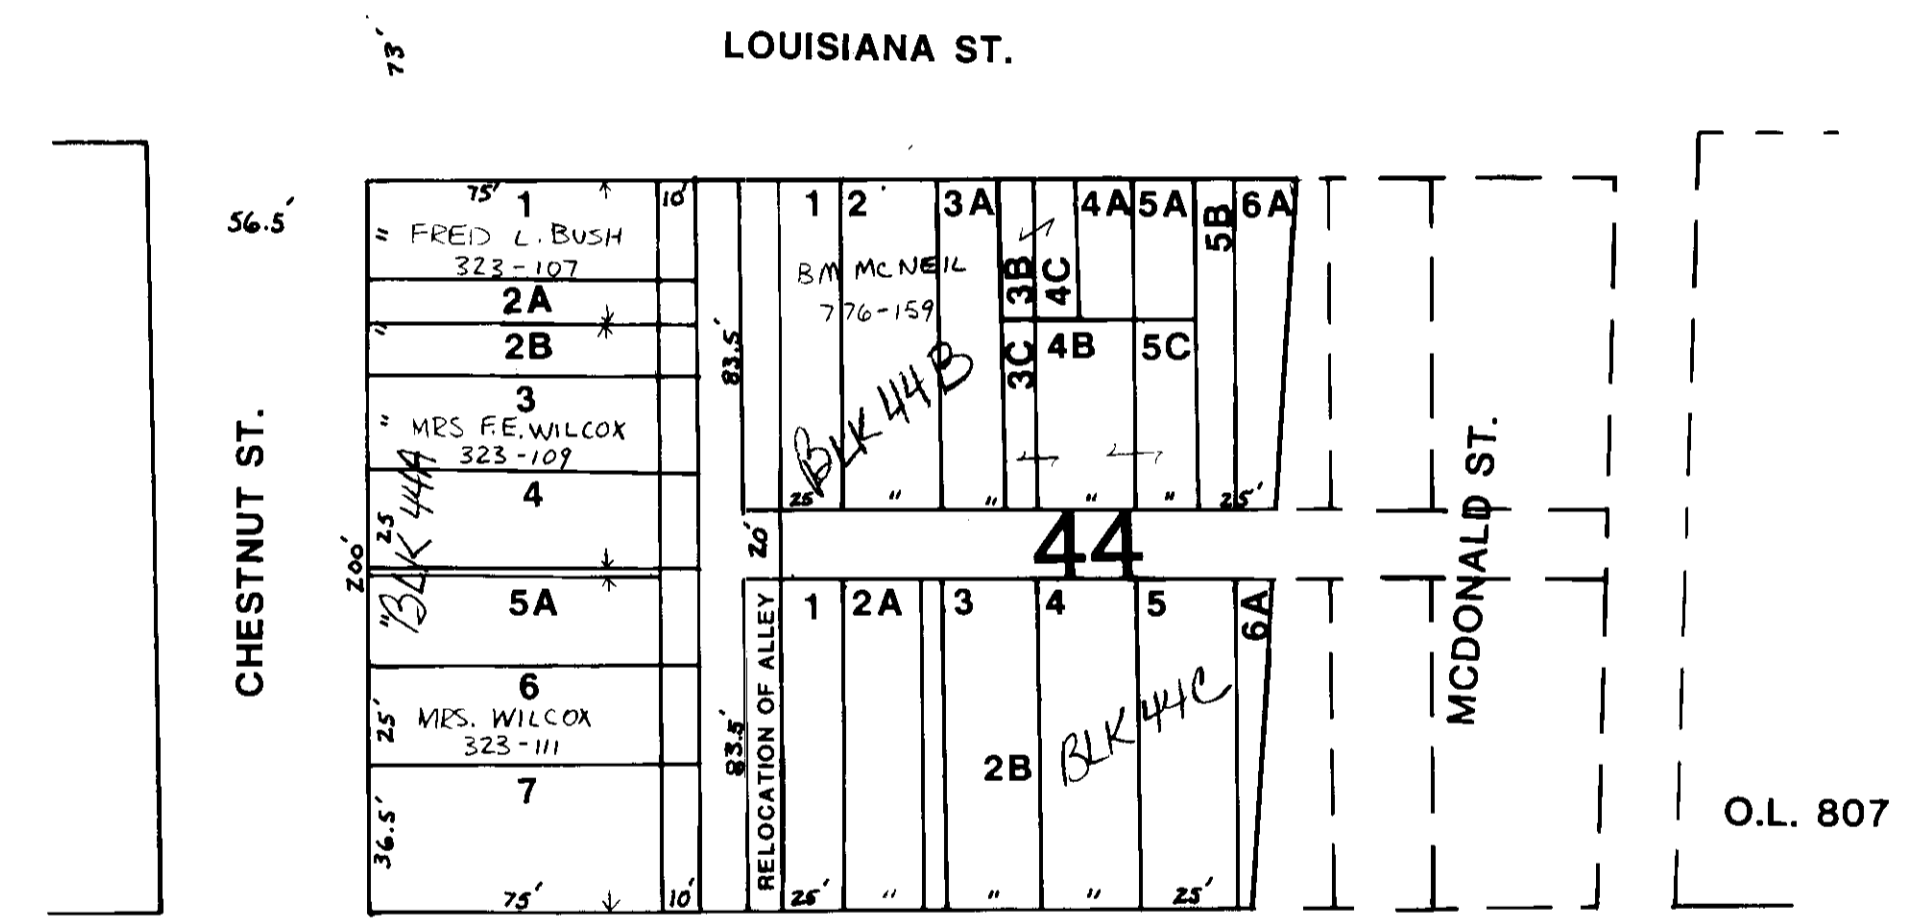 73'
LOUISIANA ST.
56.5'
CHESTNUT ST.
200'
75'
1
10'
"
FRED L. BUSH
323-107
2A
"
2B
3
"
MRS F.E. WILCOX
323-109
4
25
BLK 44A
5A
"
6
MRS. WILCOX
323-111
25'
7
36.5'
75'
10'
83.5'
20'
83.5'
RELOCATION OF ALLEY
1
2
3A
3B
4C
4A
5A
5B
6A
BM MCNEIL
776-159
3C
4B
5C
BLK 44B
25'
"
"
"
"
25'
44
1
2A
3
4
5
6A
2B
BLK 44C
25'
"
"
"
25'
MCDONALD ST.
O.L. 807